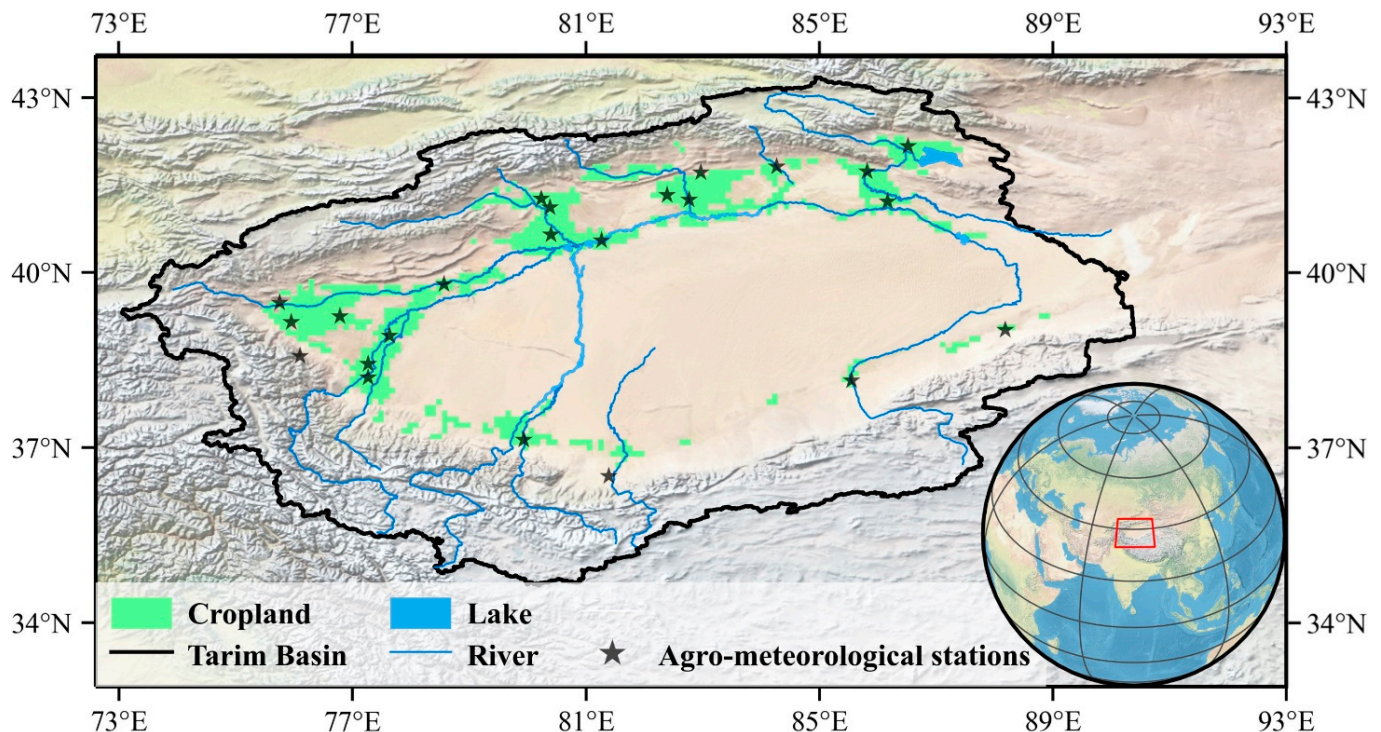 73°E 77°E 81°E 85°E 89°E 93°E
43°N 43°N
40°N 40°N
37°N 37°N
34°N 34°N
Cropland Lake
Tarim Basin River Agro-meteorological stations
73°E 77°E 81°E 85°E 89°E 93°E